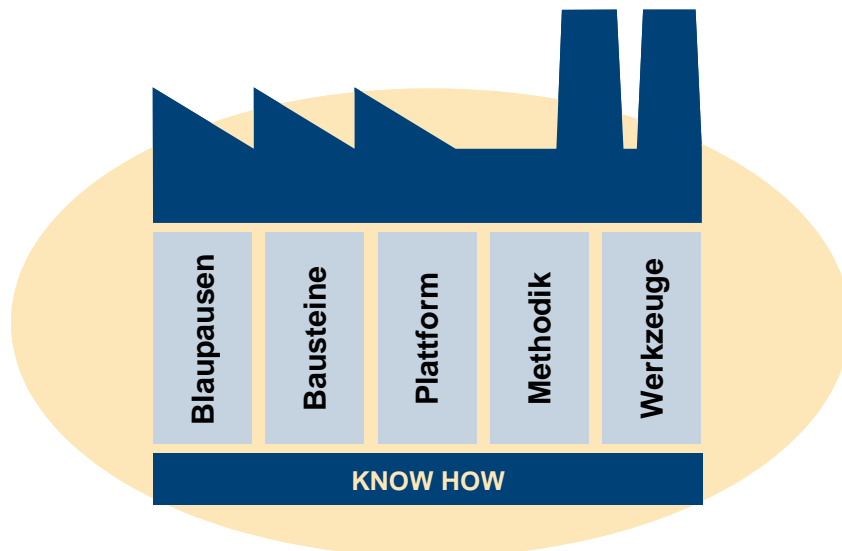 Blaupausen
Bausteine
Plattform
Methodik
Werkzeuge
KNOW HOW